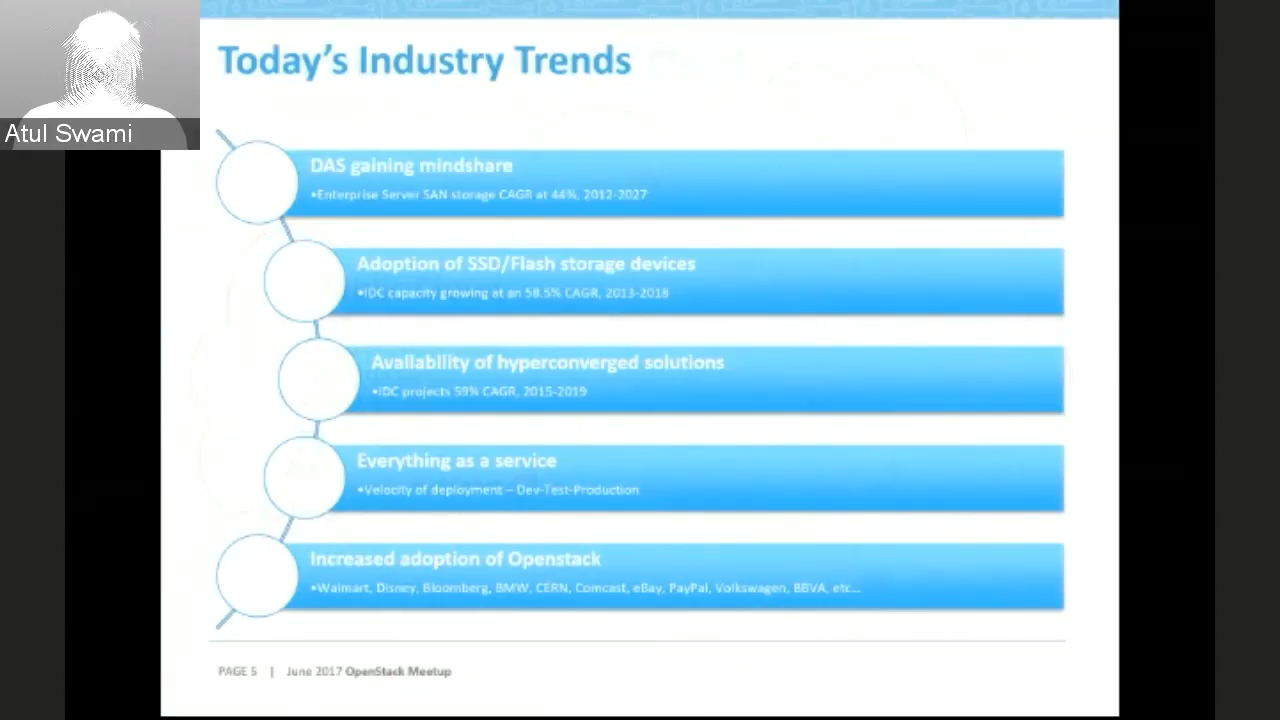 Today's Industry Trends
Atul Swami
DAS gaining mindshare
•Enterprise Server SAN storage CAGR at 44%, 2012-2027
Adoption of SSD/Flash storage devices
•IDC capacity growing at an 58.5% CAGR, 2013-2018
Availability of hyperconverged solutions
•IDC projects 59% CAGR, 2015-2019
Everything as a service
•Velocity of deployment – Dev-Test-Production
Increased adoption of Openstack
•Walmart, Disney, Bloomberg, BMW, CERN, Comcast, eBay, PayPal, Volkswagen, BBVA, etc...
PAGE 5 | June 2017 OpenStack Meetup